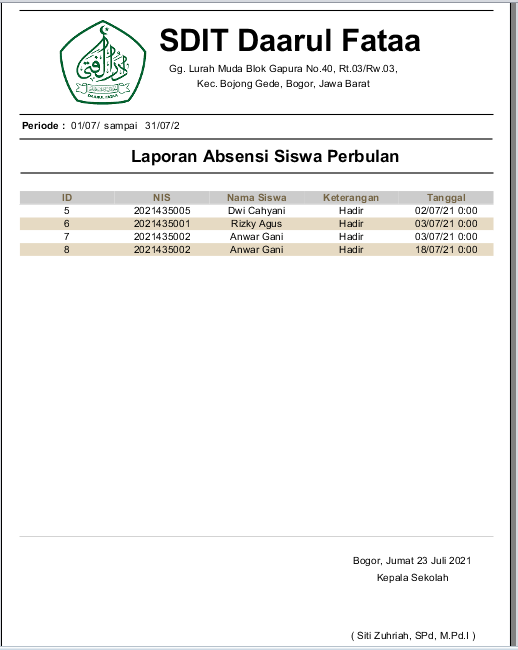 SDIT Daarul Fataa
Gg. Lurah Muda Blok Gapura No.40, Rt.03/Rw.03,
Kec. Bojong Gede, Bogor, Jawa Barat
DAARUL FATAA
Periode : 01/07/ sampai 31/07/2
Laporan Absensi Siswa Perbulan
ID NIS Nama Siswa Keterangan Tanggal
5 2021435005 Dwi Cahyani Hadir 02/07/21 0:00
6 2021435001 Rizky Agus Hadir 03/07/21 0:00
7 2021435002 Anwar Gani Hadir 03/07/21 0:00
8 2021435002 Anwar Gani Hadir 18/07/21 0:00
Bogor, Jumat 23 Juli 2021
Kepala Sekolah
( Siti Zuhriah, SPd, M.Pd.I )